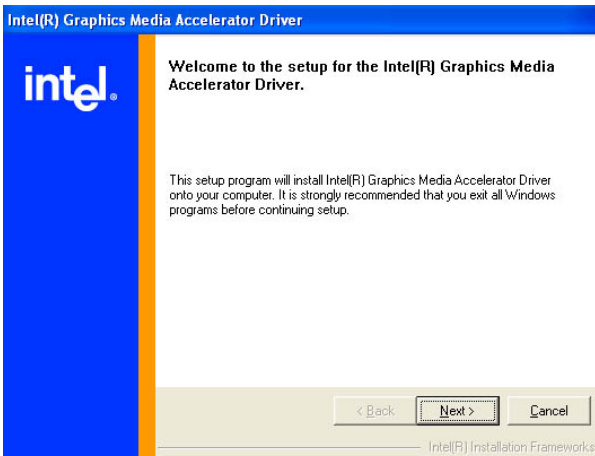 Intel(R) Graphics Media Accelerator Driver
intel®
Welcome to the setup for the Intel(R) Graphics Media
Accelerator Driver.
This setup program will install Intel(R) Graphics Media Accelerator Driver
onto your computer. It is strongly recommended that you exit all Windows
programs before continuing setup.
< Back Next > Cancel
Intel(R) Installation Frameworks